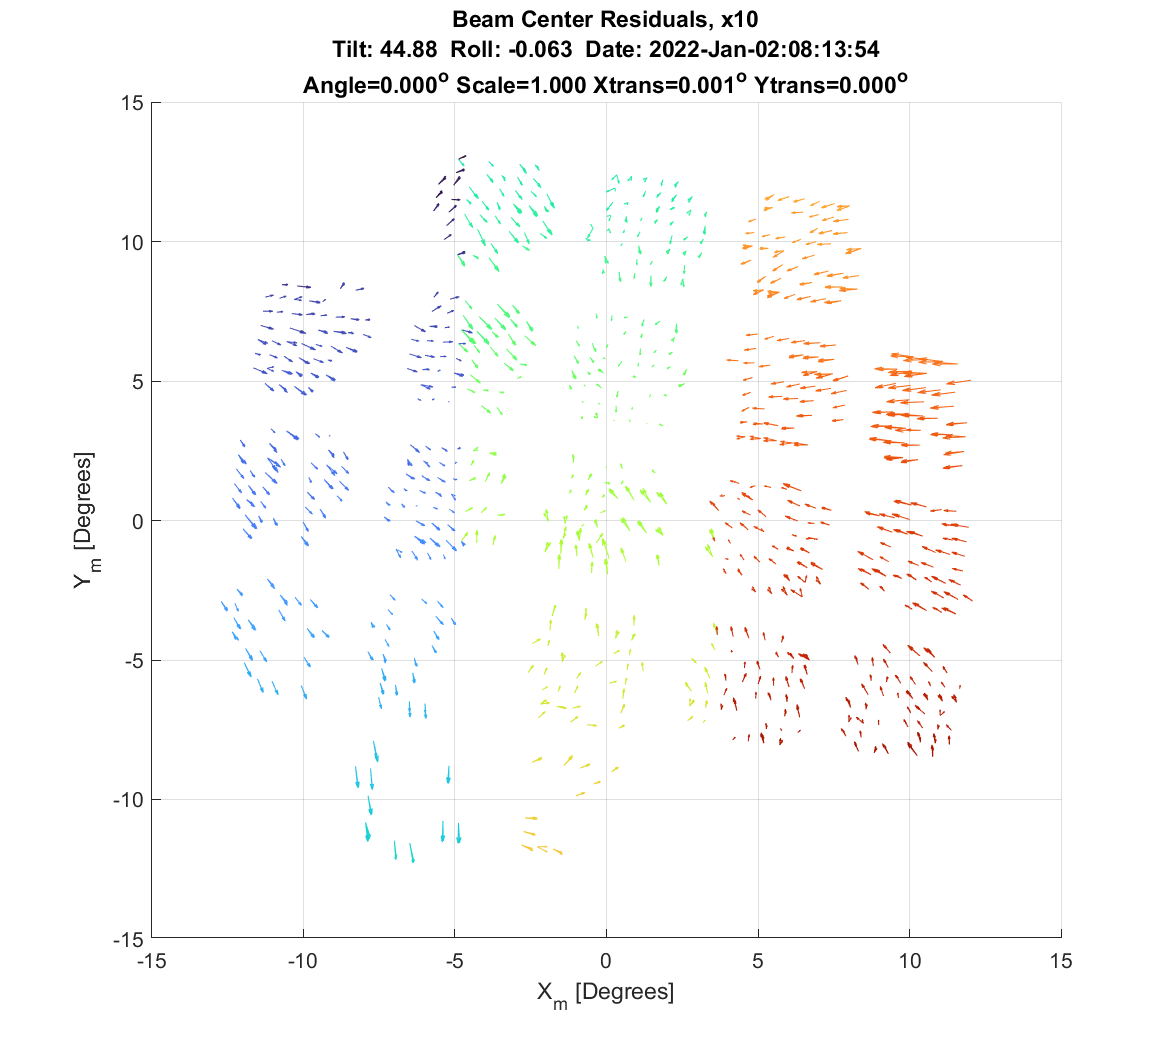 Beam Center Residuals, x10
Tilt: 44.88 Roll: -0.063 Date: 2022-Jan-02:08:13:54
Angle=0.000° Scale=1.000 Xtrans=0.001° Ytrans=0.000°
15
10
5
0
-5
-10
-15
Y_m [Degrees]
-15 -10 -5 0 5 10 15
X_m [Degrees]